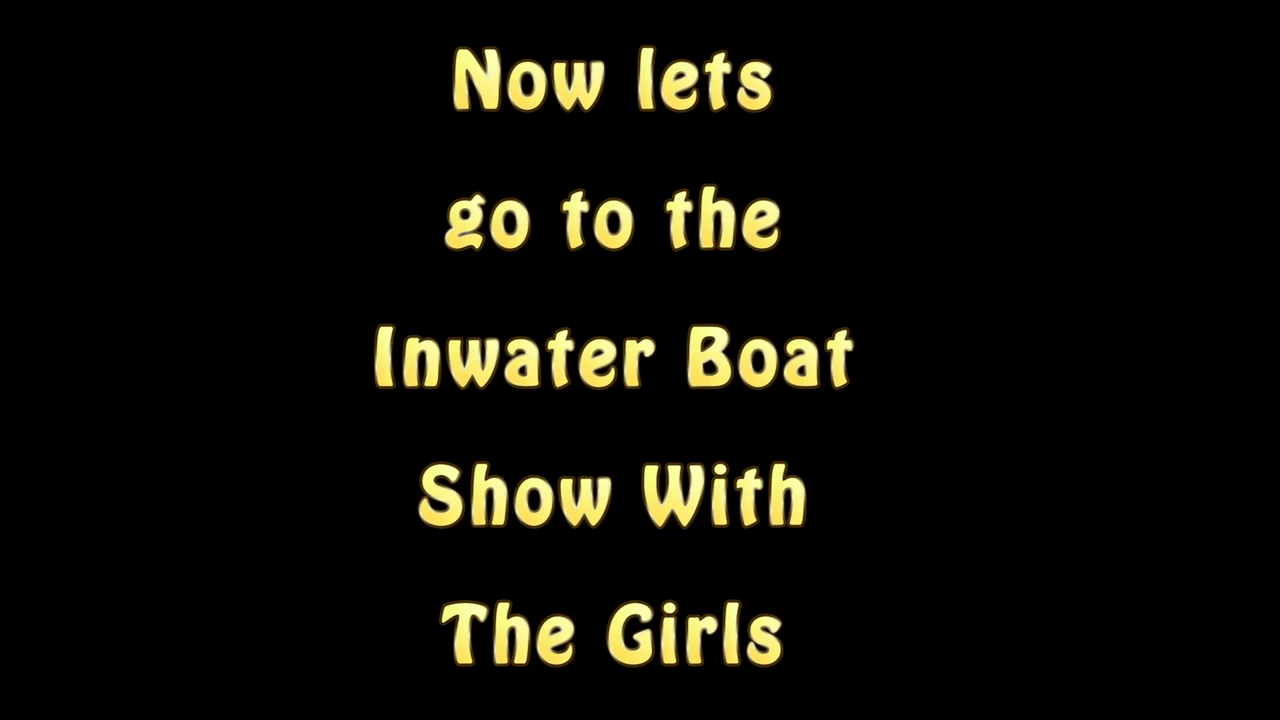 Now lets
go to the
Inwater Boat
Show With
The Girls